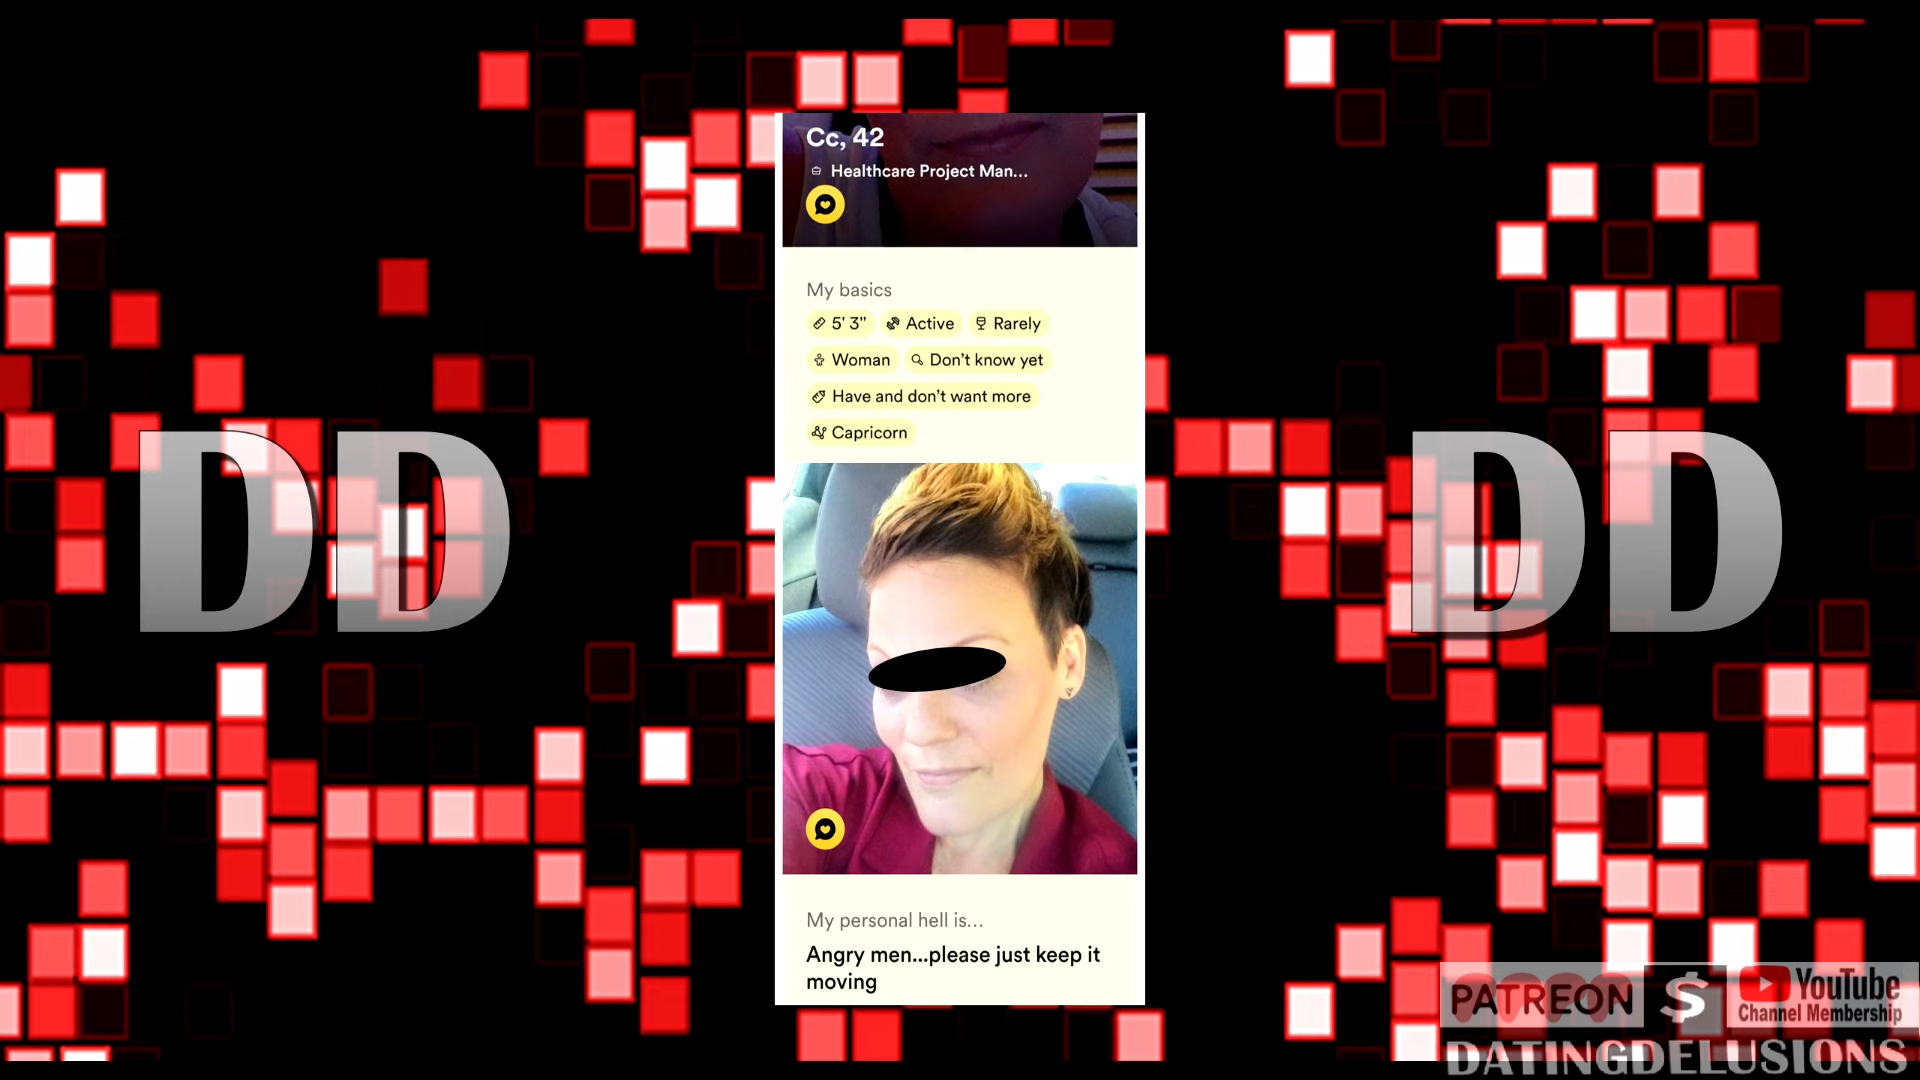 Cc, 42
Healthcare Project Man...
My basics
5' 3"
Active
Rarely
Woman
Don't know yet
Have and don't want more
Capricorn
DD
DD
My personal hell is...
Angry men...please just keep it
moving
PATREON
$
YouTube
Channel Membership
DATINGDELUSIONS